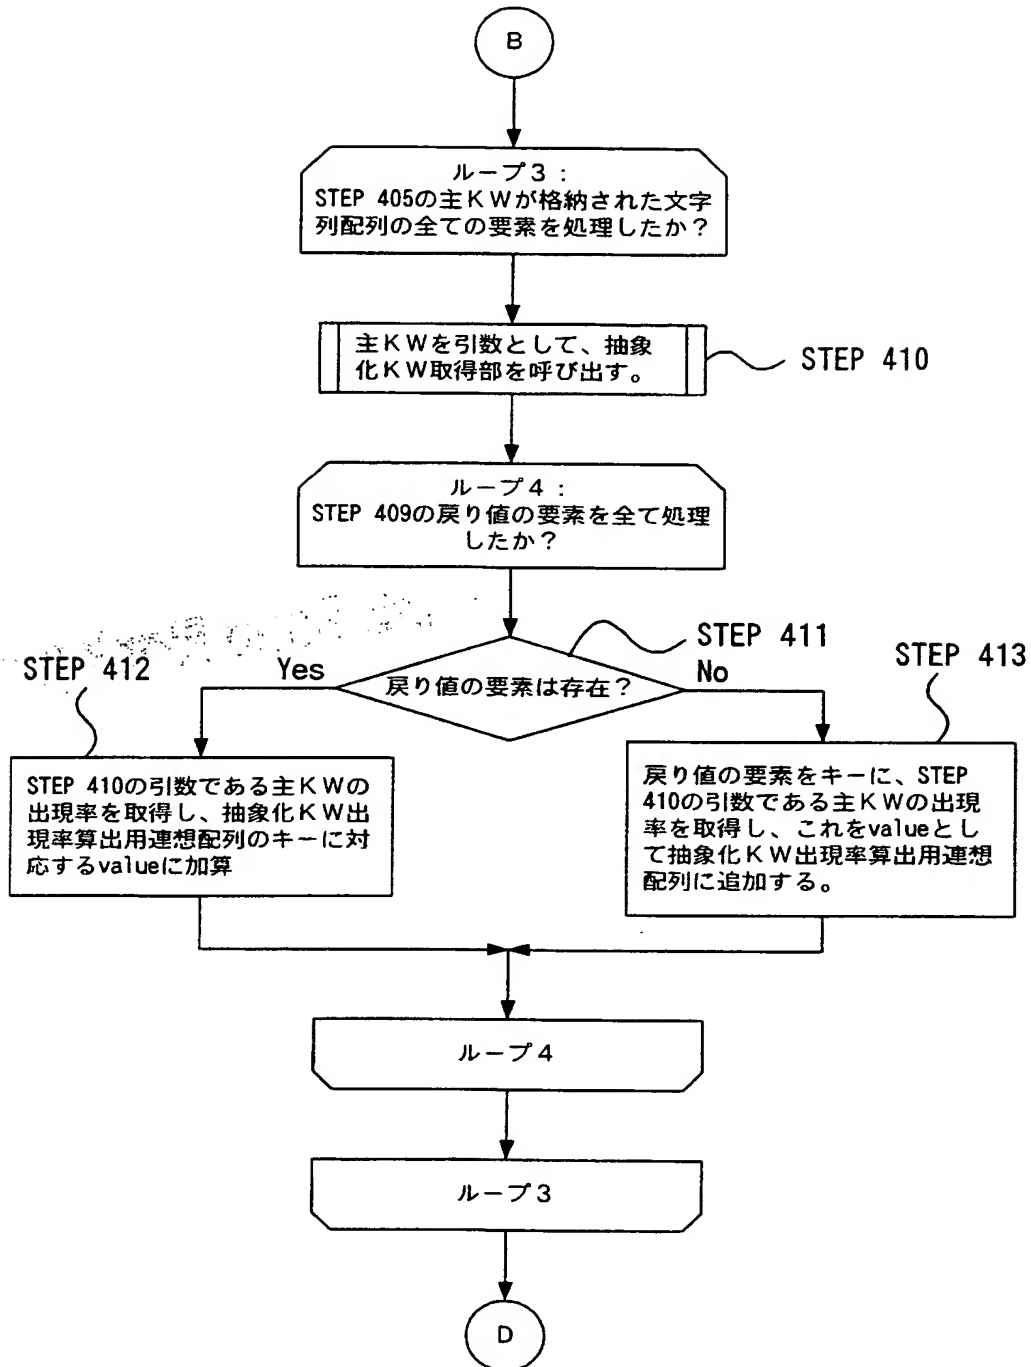 B
ループ3:
STEP 405の主KWが格納された文字
列配列の全ての要素を処理したか?
主KWを引数として、抽象
化KW取得部を呼び出す。
STEP 410
ループ4:
STEP 409の戻り値の要素を全て処理
したか?
STEP 411
戻り値の要素は存在?
Yes
No
STEP 412
STEP 413
STEP 410の引数である主KWの
出現率を取得し、抽象化KW出
現率算出用連想配列のキーに対
応するvalueに加算
戻り値の要素をキーに、STEP
410の引数である主KWの出現
率を取得し、これをvalueとし
て抽象化KW出現率算出用連想
配列に追加する。
ループ4
ループ3
D